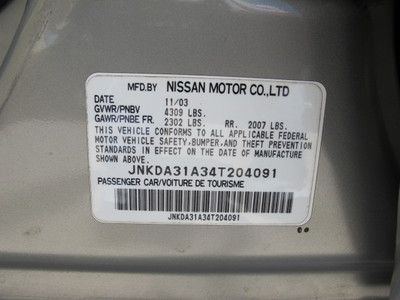 MFD.BY NISSAN MOTOR CO.,LTD
DATE 11/03
GVWR/PNBV 4309 LBS.
GAWR/PNBE FR. 2302 LBS. RR. 2007 LBS.
THIS VEHICLE CONFORMS TO ALL APPLICABLE FEDERAL
MOTOR VEHICLE SAFETY,BUMPER,AND THEFT PREVENTION
STANDARDS IN EFFECT ON THE DATE OF MANUFACTURE
SHOWN ABOVE.
JNKDA31A34T204091
PASSENGER CAR/VOITURE DE TOURISME
JNKDA31A34T204091